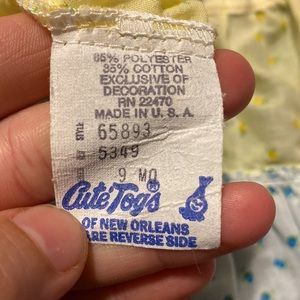 65% POLYESTER
35% COTTON
EXCLUSIVE OF
DECORATION
RN 22470
MADE IN U.S.A.
STYLE 65893
5349
9 MO
Cute Togs®
OF NEW ORLEANS
CARE REVERSE SIDE